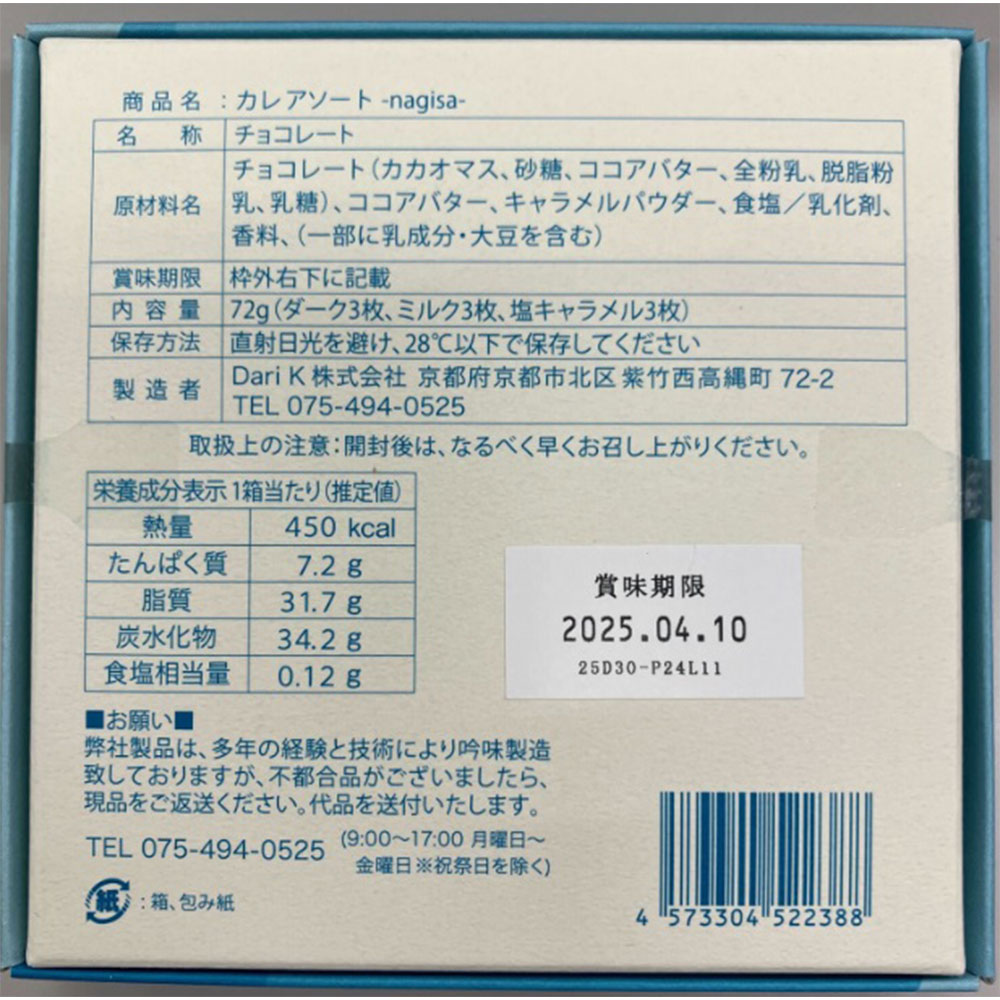 商品名 : カレアソート -nagisa-
名 称 チョコレート
原材料名 チョコレート(カカオマス、砂糖、ココアバター、全粉乳、脱脂粉
乳、乳糖)、ココアバター、キャラメルパウダー、食塩/乳化剤、
香料、(一部に乳成分・大豆を含む)
賞味期限 枠外右下に記載
内容量 72g(ダーク3枚、ミルク3枚、塩キャラメル3枚)
保存方法 直射日光を避け、28℃以下で保存してください
製造者 Dari K 株式会社 京都府京都市北区紫竹西高縄町 72-2
TEL 075-494-0525
取扱上の注意:開封後は、なるべく早くお召し上がりください。
栄養成分表示 1箱当たり(推定値)
熱量 450 kcal
たんぱく質 7.2 g
脂質 31.7 g
炭水化物 34.2 g
食塩相当量 0.12 g
賞味期限
2025.04.10
25D30-P24L11
■お願い■
弊社製品は、多年の経験と技術により吟味製造
致しておりますが、不都合品がございましたら、
現品をご返送ください。代品を送付いたします。
TEL 075-494-0525 (9:00〜17:00 月曜日〜
金曜日※祝祭日を除く)
紙 : 箱、包み紙
4 573304 522388